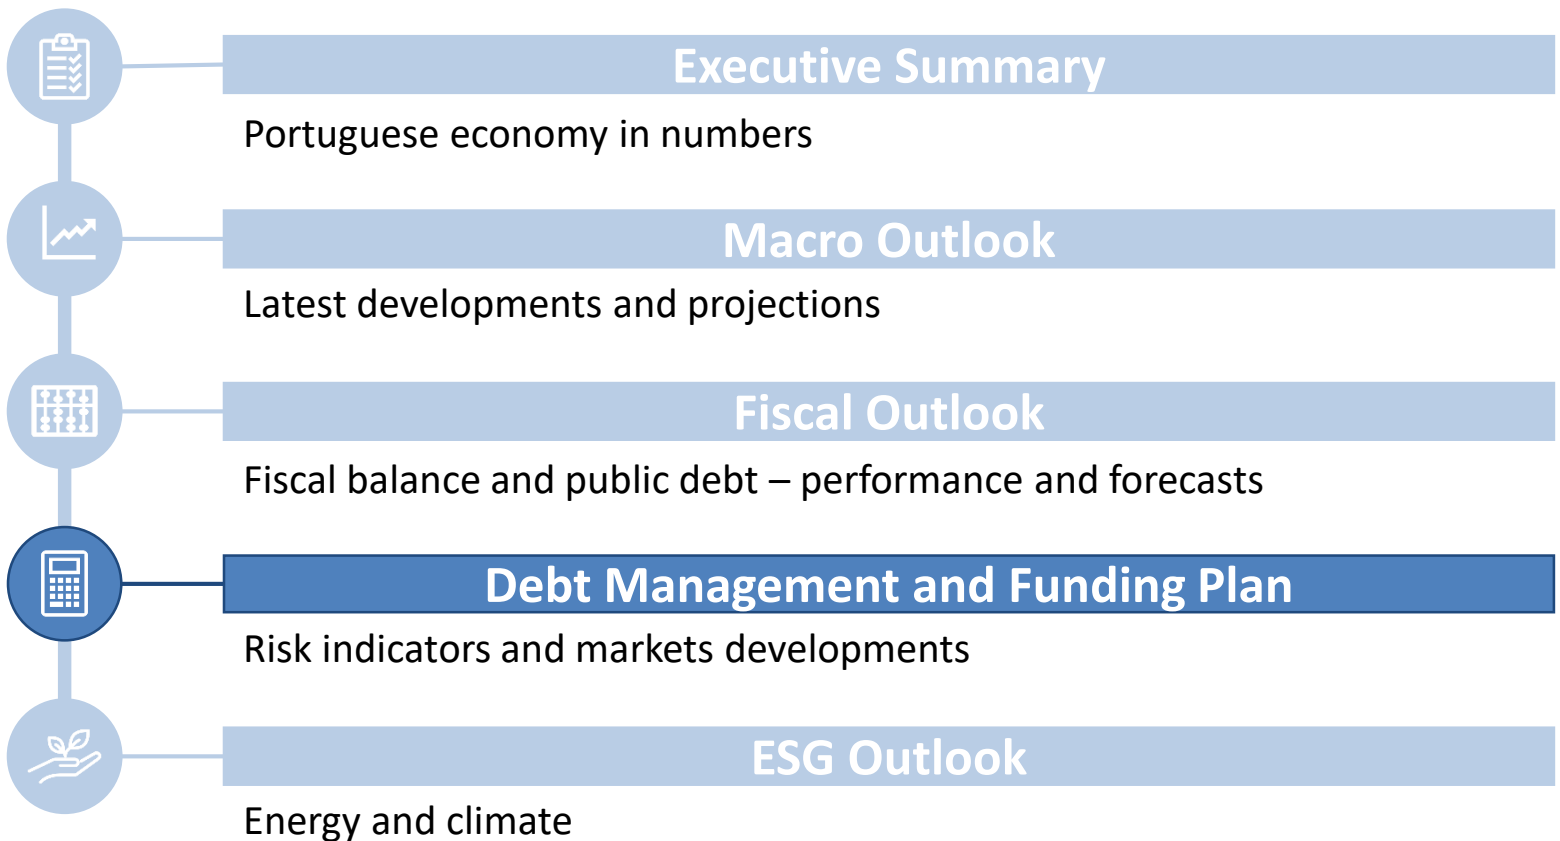 Executive Summary
Portuguese economy in numbers
Macro Outlook
Latest developments and projections
Fiscal Outlook
Fiscal balance and public debt – performance and forecasts
Debt Management and Funding Plan
Risk indicators and markets developments
ESG Outlook
Energy and climate